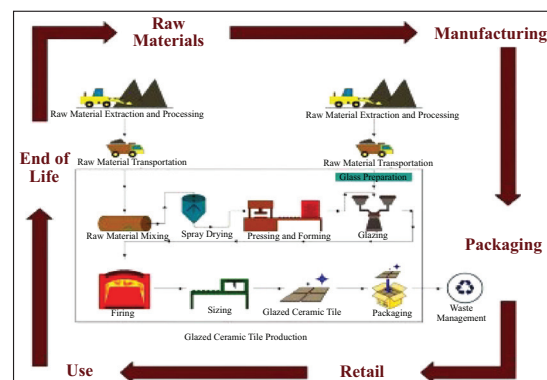 Raw
Materials
Manufacturing
Raw Material Extraction and Processing
Raw Material Extraction and Processing
End of
Life
Raw Material Transportation
Raw Material Transportation
Glass Preparation
Raw Material Mixing
Spray Drying
Pressing and Forming
Glazing
Packaging
Firing
Sizing
Glazed Ceramic Tile
Packaging
Waste
Management
Glazed Ceramic Tile Production
Use
Retail